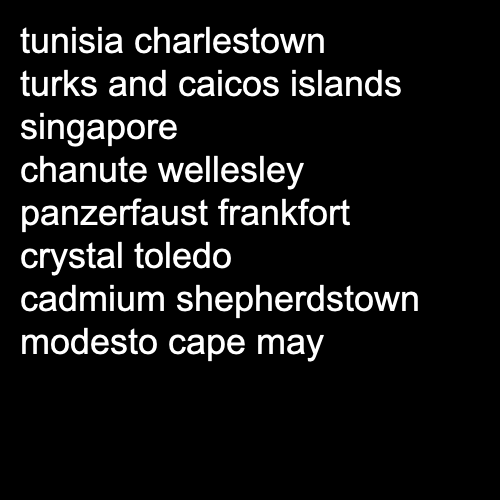 tunisia charlestown
turks and caicos islands
singapore
chanute wellesley
panzerfaust frankfort
crystal toledo
cadmium shepherdstown
modesto cape may